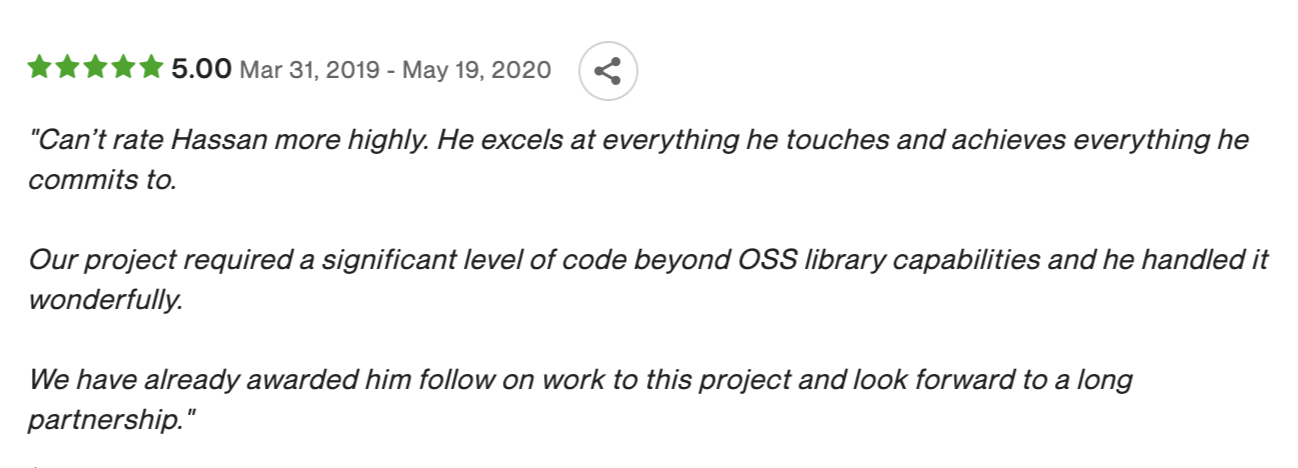 5.00 Mar 31, 2019 - May 19, 2020
"Can’t rate Hassan more highly. He excels at everything he touches and achieves everything he
commits to.
Our project required a significant level of code beyond OSS library capabilities and he handled it
wonderfully.
We have already awarded him follow on work to this project and look forward to a long
partnership."